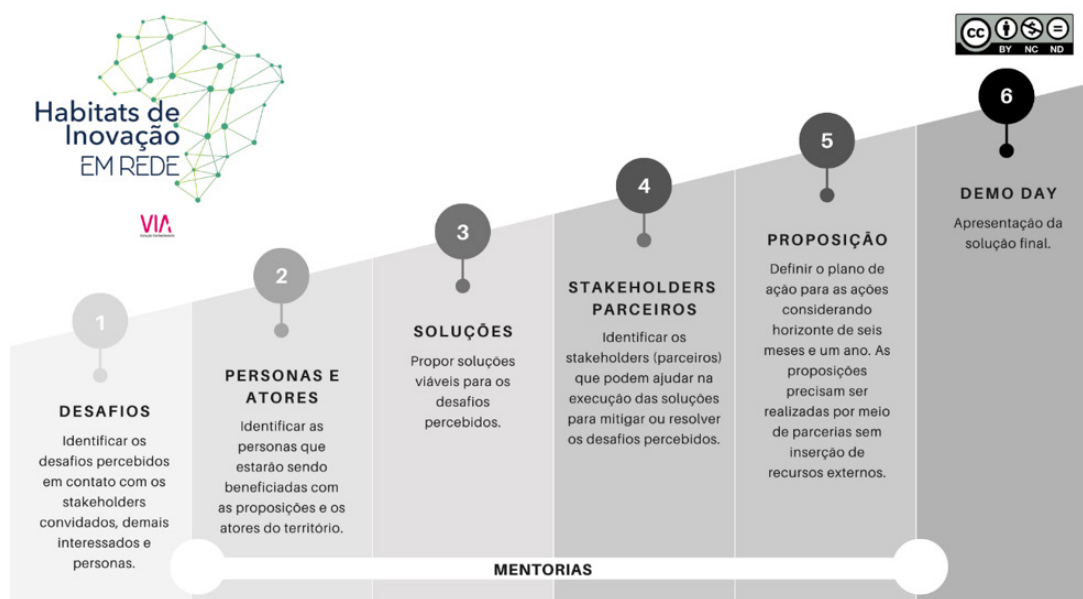 Habitats de
Inovação
EM REDE
VIA
CC
BY NC ND
1
DESAFIOS
Identificar os
desafios percebidos
em contato com os
stakeholders
convidados, demais
interessados e
personas.
2
PERSONAS E
ATORES
Identificar as
personas que
estarão sendo
beneficiadas com
as proposições e os
atores do território.
3
SOLUÇÕES
Propor soluções
viáveis para os
desafios
percebidos.
4
STAKEHOLDERS
PARCEIROS
Identificar os
stakeholders (parceiros)
que podem ajudar na
execução das soluções
para mitigar ou resolver
os desafios percebidos.
5
PROPOSIÇÃO
Definir o plano de
ação para as ações
considerando
horizonte de seis
meses e um ano. As
proposições
precisam ser
realizadas por meio
de parcerias sem
inserção de
recursos externos.
6
DEMO DAY
Apresentação da
solução final.
MENTORIAS